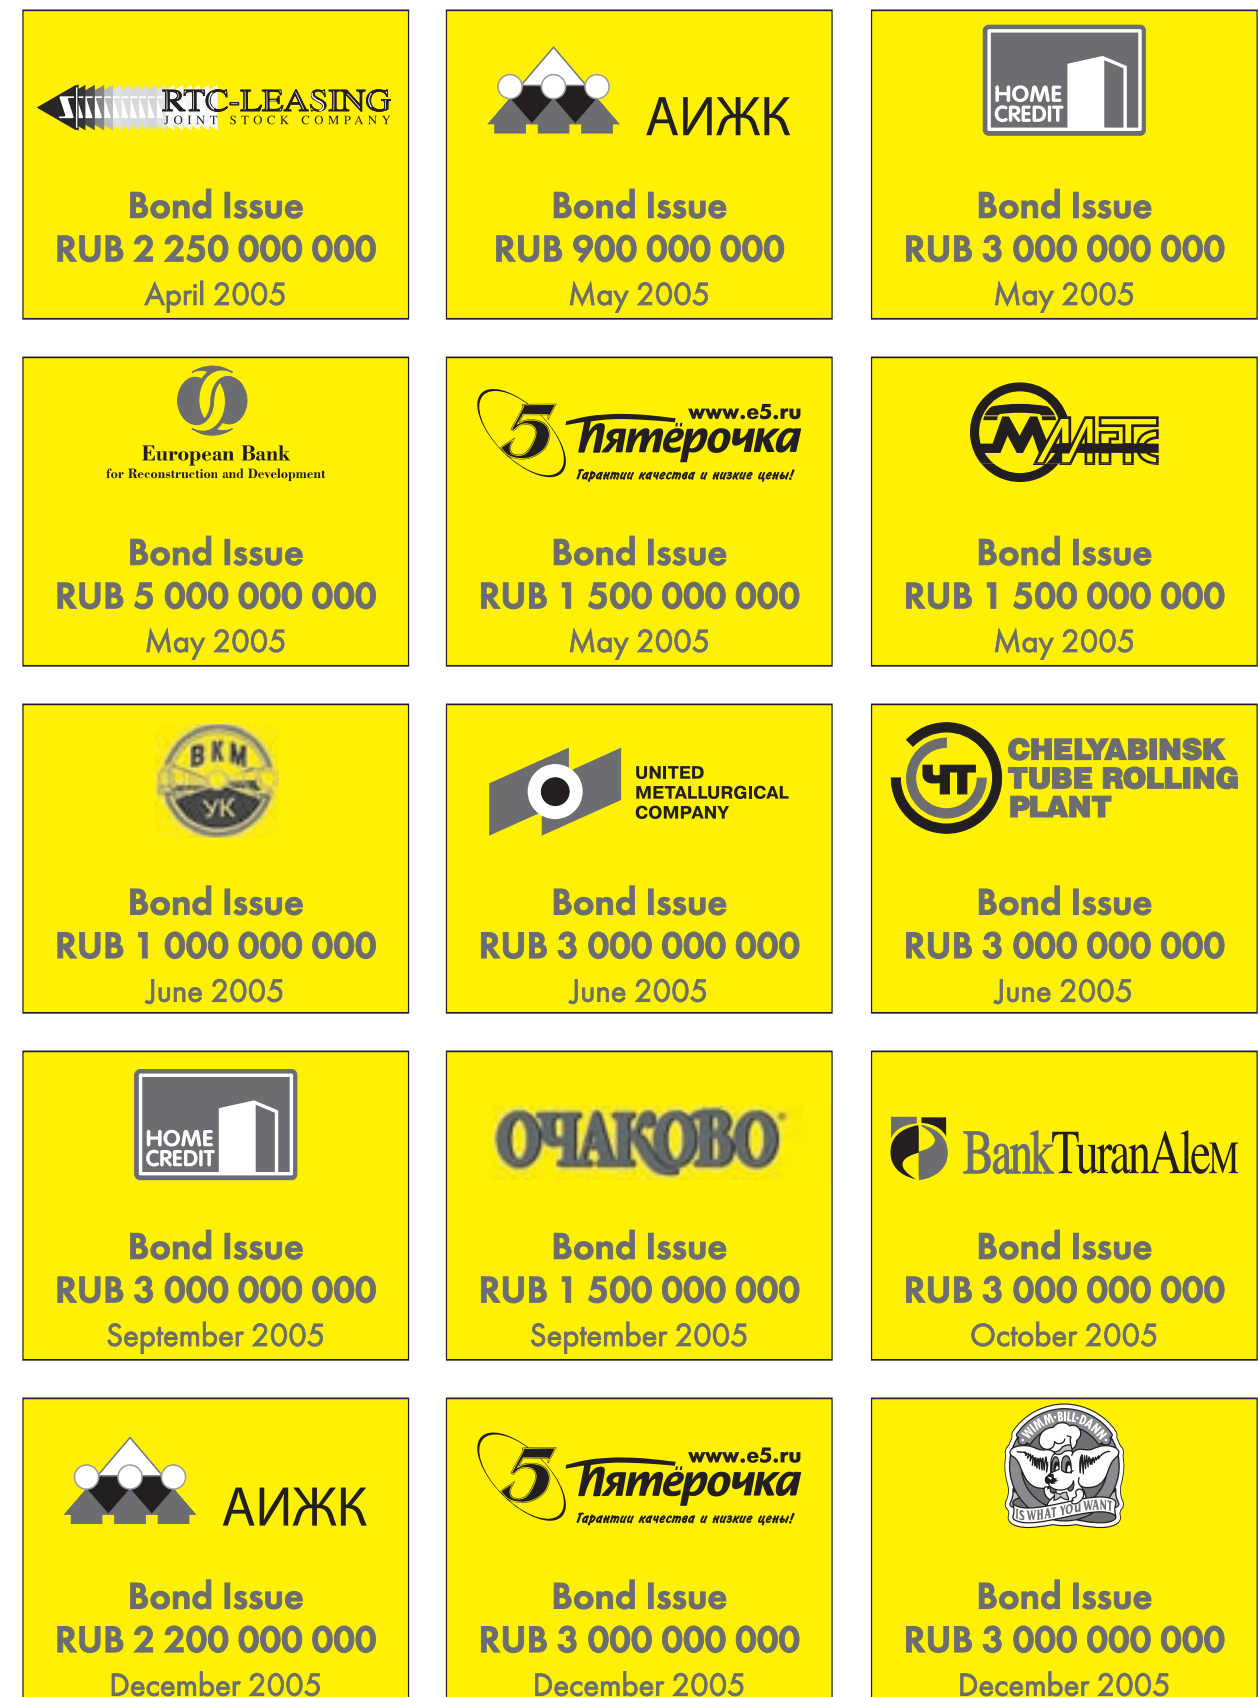 RTC-LEASING
JOINT STOCK COMPANY
Bond Issue
RUB 2 250 000 000
April 2005
АИЖК
Bond Issue
RUB 900 000 000
May 2005
HOME
CREDIT
Bond Issue
RUB 3 000 000 000
May 2005
European Bank
for Reconstruction and Development
Bond Issue
RUB 5 000 000 000
May 2005
5
www.e5.ru
Пятёрочка
Гарантии качества и низкие цены!
Bond Issue
RUB 1 500 000 000
May 2005
М ММТС
Bond Issue
RUB 1 500 000 000
May 2005
ВКМ
УК
Bond Issue
RUB 1 000 000 000
June 2005
UNITED
METALLURGICAL
COMPANY
Bond Issue
RUB 3 000 000 000
June 2005
ЧТ
CHELYABINSK
TUBE ROLLING
PLANT
Bond Issue
RUB 3 000 000 000
June 2005
HOME
CREDIT
Bond Issue
RUB 3 000 000 000
September 2005
ОЧАКОВО
Bond Issue
RUB 1 500 000 000
September 2005
BankTuranAleM
Bond Issue
RUB 3 000 000 000
October 2005
АИЖК
Bond Issue
RUB 2 200 000 000
December 2005
5
www.e5.ru
Пятёрочка
Гарантии качества и низкие цены!
Bond Issue
RUB 3 000 000 000
December 2005
·WIMM·BILL·DANN·
IS WHAT YOU WANT
Bond Issue
RUB 3 000 000 000
December 2005